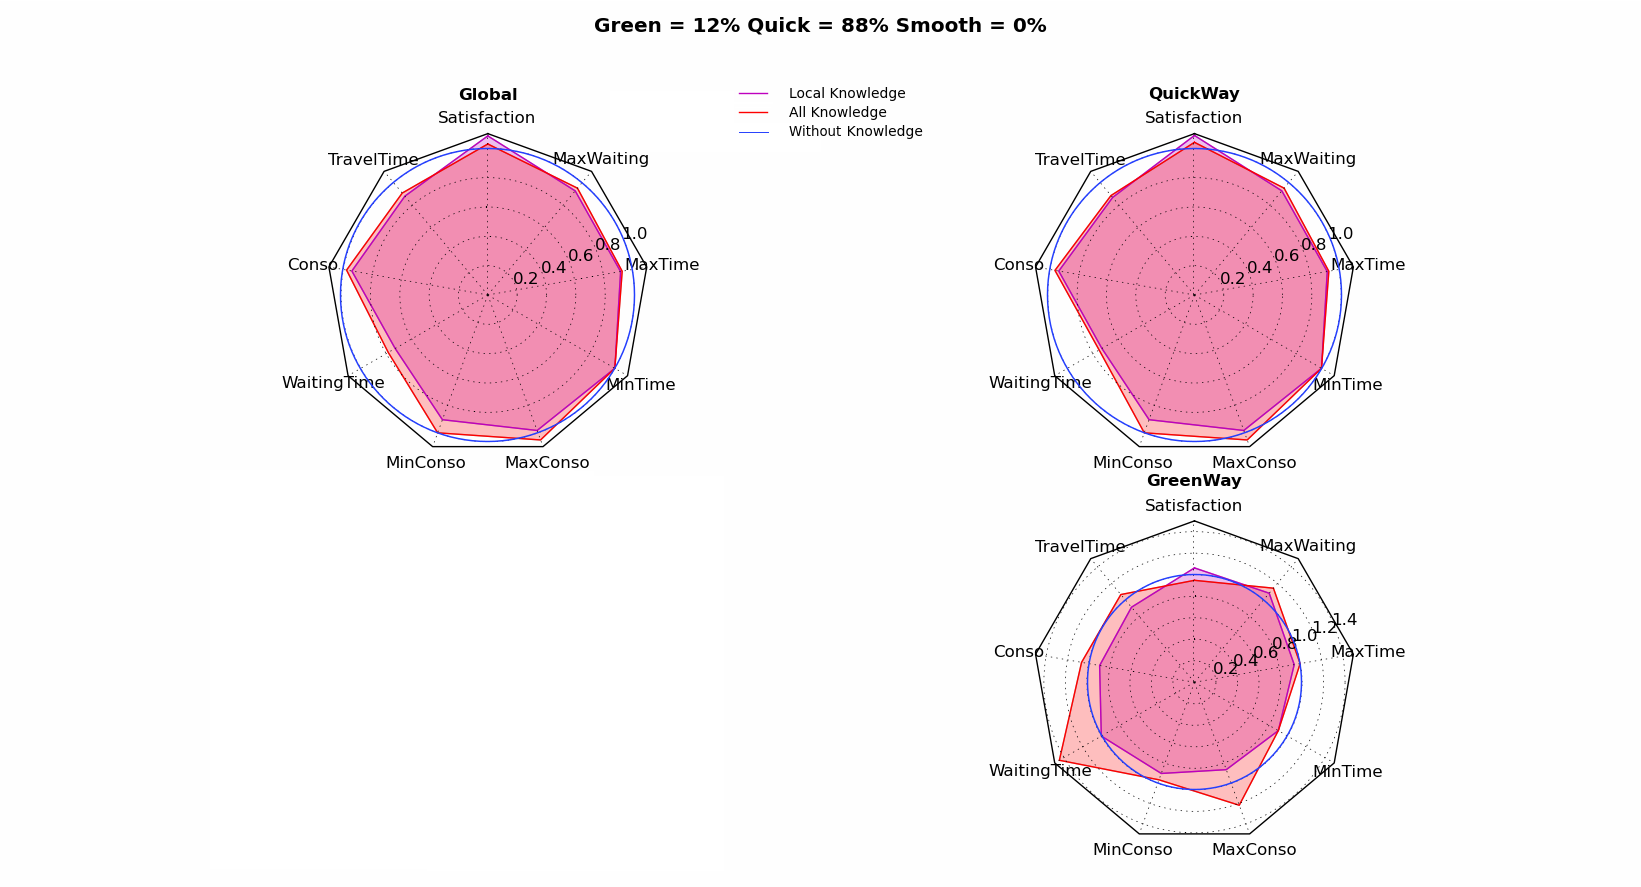 Green = 12% Quick = 88% Smooth = 0%
Global
Satisfaction
MaxWaiting
TravelTime
1.0
0.8
0.6
0.4
0.2
MaxTime
Conso
WaitingTime
MinTime
MinConso
MaxConso
Local Knowledge
All Knowledge
Without Knowledge
QuickWay
Satisfaction
MaxWaiting
TravelTime
1.0
0.8
0.6
0.4
0.2
MaxTime
Conso
WaitingTime
MinTime
MinConso
MaxConso
GreenWay
Satisfaction
MaxWaiting
TravelTime
1.4
1.2
1.0
0.8
0.6
0.4
0.2
MaxTime
Conso
WaitingTime
MinTime
MinConso
MaxConso